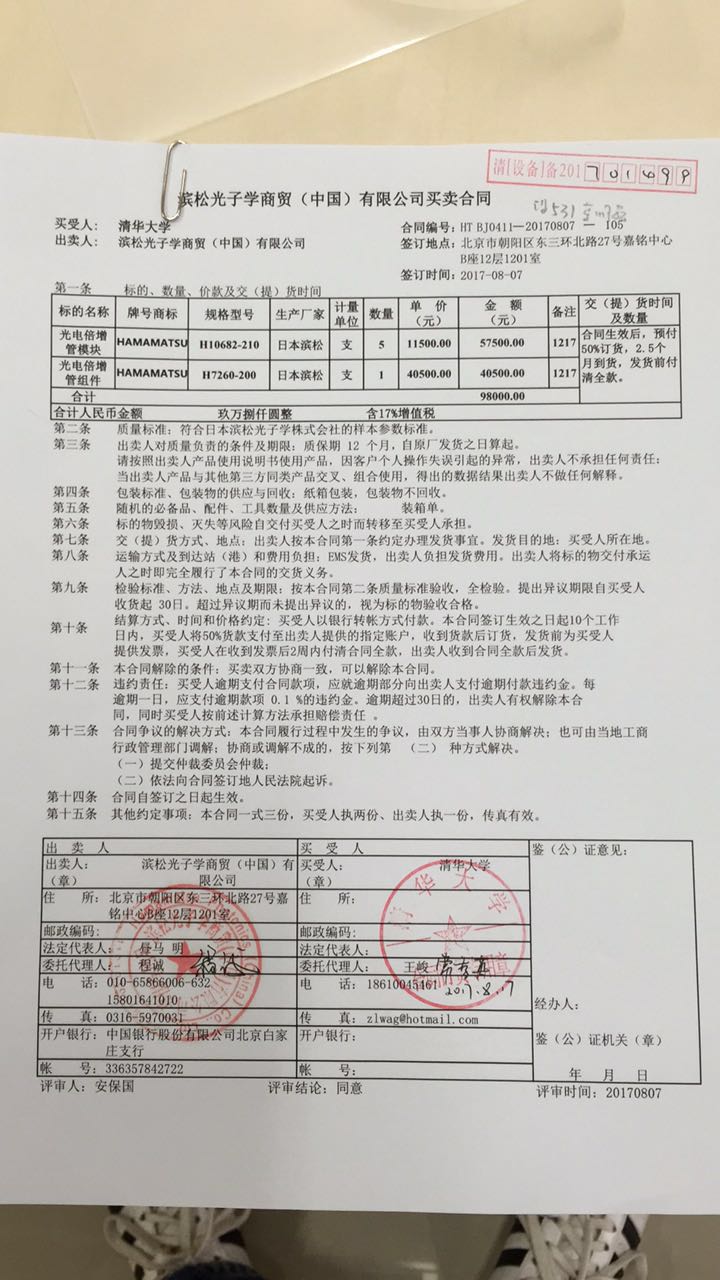 清[设备]备201701499
滨松光子学商贸（中国）有限公司买卖合同
买受人： 清华大学
出卖人： 滨松光子学商贸（中国）有限公司
合同编号：HT BJ0411—20170807 — 105
签订地点：北京市朝阳区东三环北路27号嘉铭中心
B座12层1201室
签订时间：2017-08-07
第一条 标的、数量、价款及交（提）货时间
标的名称 牌号商标 规格型号 生产厂家 计量单位 数量 单 价（元） 金 额（元） 备注 交（提）货时间及数量
光电倍增管模块 HAMAMATSU H10682-210 日本滨松 支 5 11500.00 57500.00 1217 合同生效后，预付50%订货，2.5个月到货，发货前付清全款。
光电倍增管组件 HAMAMATSU H7260-200 日本滨松 支 1 40500.00 40500.00 1217
合计 98000.00
合计人民币金额 玖万捌仟圆整 含17%增值税
第二条 质量标准：符合日本滨松光子学株式会社的样本参数标准。
第三条 出卖人对质量负责的条件及期限：质保期 12 个月，自原厂发货之日算起。
请按照出卖人产品使用说明书使用产品，因客户个人操作失误引起的异常，出卖人不承担任何责任；
当出卖人产品与其他第三方同类产品交叉、组合使用，得出的数据结果出卖人不做任何解释。
第四条 包装标准、包装物的供应与回收：纸箱包装，包装物不回收。
第五条 随机的必备品、配件、工具数量及供应方法： 装箱单。
第六条 标的物毁损、灭失等风险自交付买受人之时而转移至买受人承担。
第七条 交（提）货方式、地点：出卖人按本合同第一条约定办理发货事宜。发货目的地：买受人所在地。
第八条 运输方式及到达站（港）和费用负担：EMS发货，出卖人负担发货费用。出卖人将标的物交付承运
人之时即完全履行了本合同的交货义务。
第九条 检验标准、方法、地点及期限：按本合同第二条质量标准验收，全检验。提出异议期限自买受人
收货起 30日。超过异议期而未提出异议的，视为标的物验收合格。
第十条 结算方式、时间和价格约定：买受人以银行转帐方式付款。本合同签订生效之日起10个工作
日内，买受人将50%货款支付至出卖人提供的指定账户，收到货款后订货，发货前为买受人
提供发票，买受人在收到发票后2周内付清合同全款，出卖人收到合同全款后发货。
第十一条 本合同解除的条件：买卖双方协商一致，可以解除本合同。
第十二条 违约责任：买受人逾期支付合同款项，应就逾期部分向出卖人支付逾期付款违约金。每
逾期一日，应支付逾期款项 0.1 %的违约金。逾期超过30日的，出卖人有权解除本合
同，同时买受人按前述计算方法承担赔偿责任 。
第十三条 合同争议的解决方式：本合同履行过程中发生的争议，由双方当事人协商解决；也可由当地工商
行政管理部门调解；协商或调解不成的，按下列第 （二） 种方式解决。
（一）提交仲裁委员会仲裁；
（二）依法向合同签订地人民法院起诉。
第十四条 合同自签订之日起生效。
第十五条 其他约定事项：本合同一式三份，买受人执两份、出卖人执一份，传真有效。
出 卖 人
出卖人：（章） 滨松光子学商贸（中国）有限公司
住 所：北京市朝阳区东三环北路27号嘉铭中心B座12层1201室
邮政编码：
法定代表人： 昼马 明
委托代理人： 程诚
电 话：010-65866006-632
15801641010
传 真：0316-5970031
开户银行：中国银行股份有限公司北京白家庄支行
帐 号：336357842722
买 受 人
买受人：（章） 清华大学
住 所：
邮政编码：
法定代表人：
委托代理人： 王峻
电 话：18610045461
2017.8.17
传 真：zlwag@hotmail.com
开户银行：
帐 号：
鉴（公）证意见：
经办人：
鉴（公）证机关（章）
年 月 日
评审人：安保国 评审结论：同意 评审时间：20170807